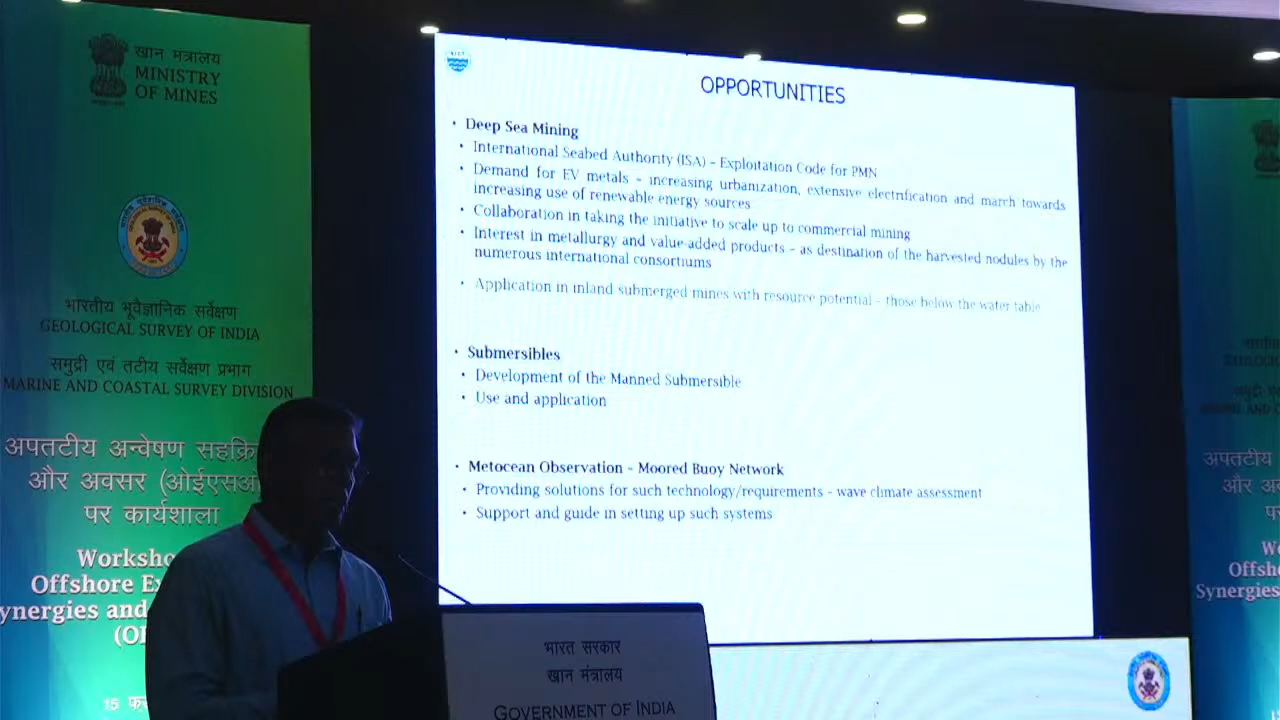 खान मंत्रालय
MINISTRY
OF MINES
भारतीय भूवैज्ञानिक सर्वेक्षण
GEOLOGICAL SURVEY OF INDIA
समुद्री एवं तटीय सर्वेक्षण प्रभाग
MARINE AND COASTAL SURVEY DIVISION
अपतटीय अन्वेषण
और अवसर
पर कार्यशाला
Offshore
and
15
OPPORTUNITIES
• Deep Sea Mining
• International Seabed Authority (ISA) – Exploitation Code for PMN
• Demand for EV metals – increasing urbanization, extensive electrification and march towards
increasing use of renewable energy sources
• Collaboration in taking the initiative to scale up to commercial mining
• Interest in metallurgy and value-added products – as destination of the harvested nodules by the
numerous international consortiums
• Application in inland submerged mines with resource potential – those below the water table
• Submersibles
• Development of the Manned Submersible
• Use and application
• Metocean Observation – Moored Buoy Network
• Providing solutions for such technology/requirements – wave climate assessment
• Support and guide in setting up such systems
भारत सरकार
खान मंत्रालय
GOVERNMENT OF INDIA
Synergies